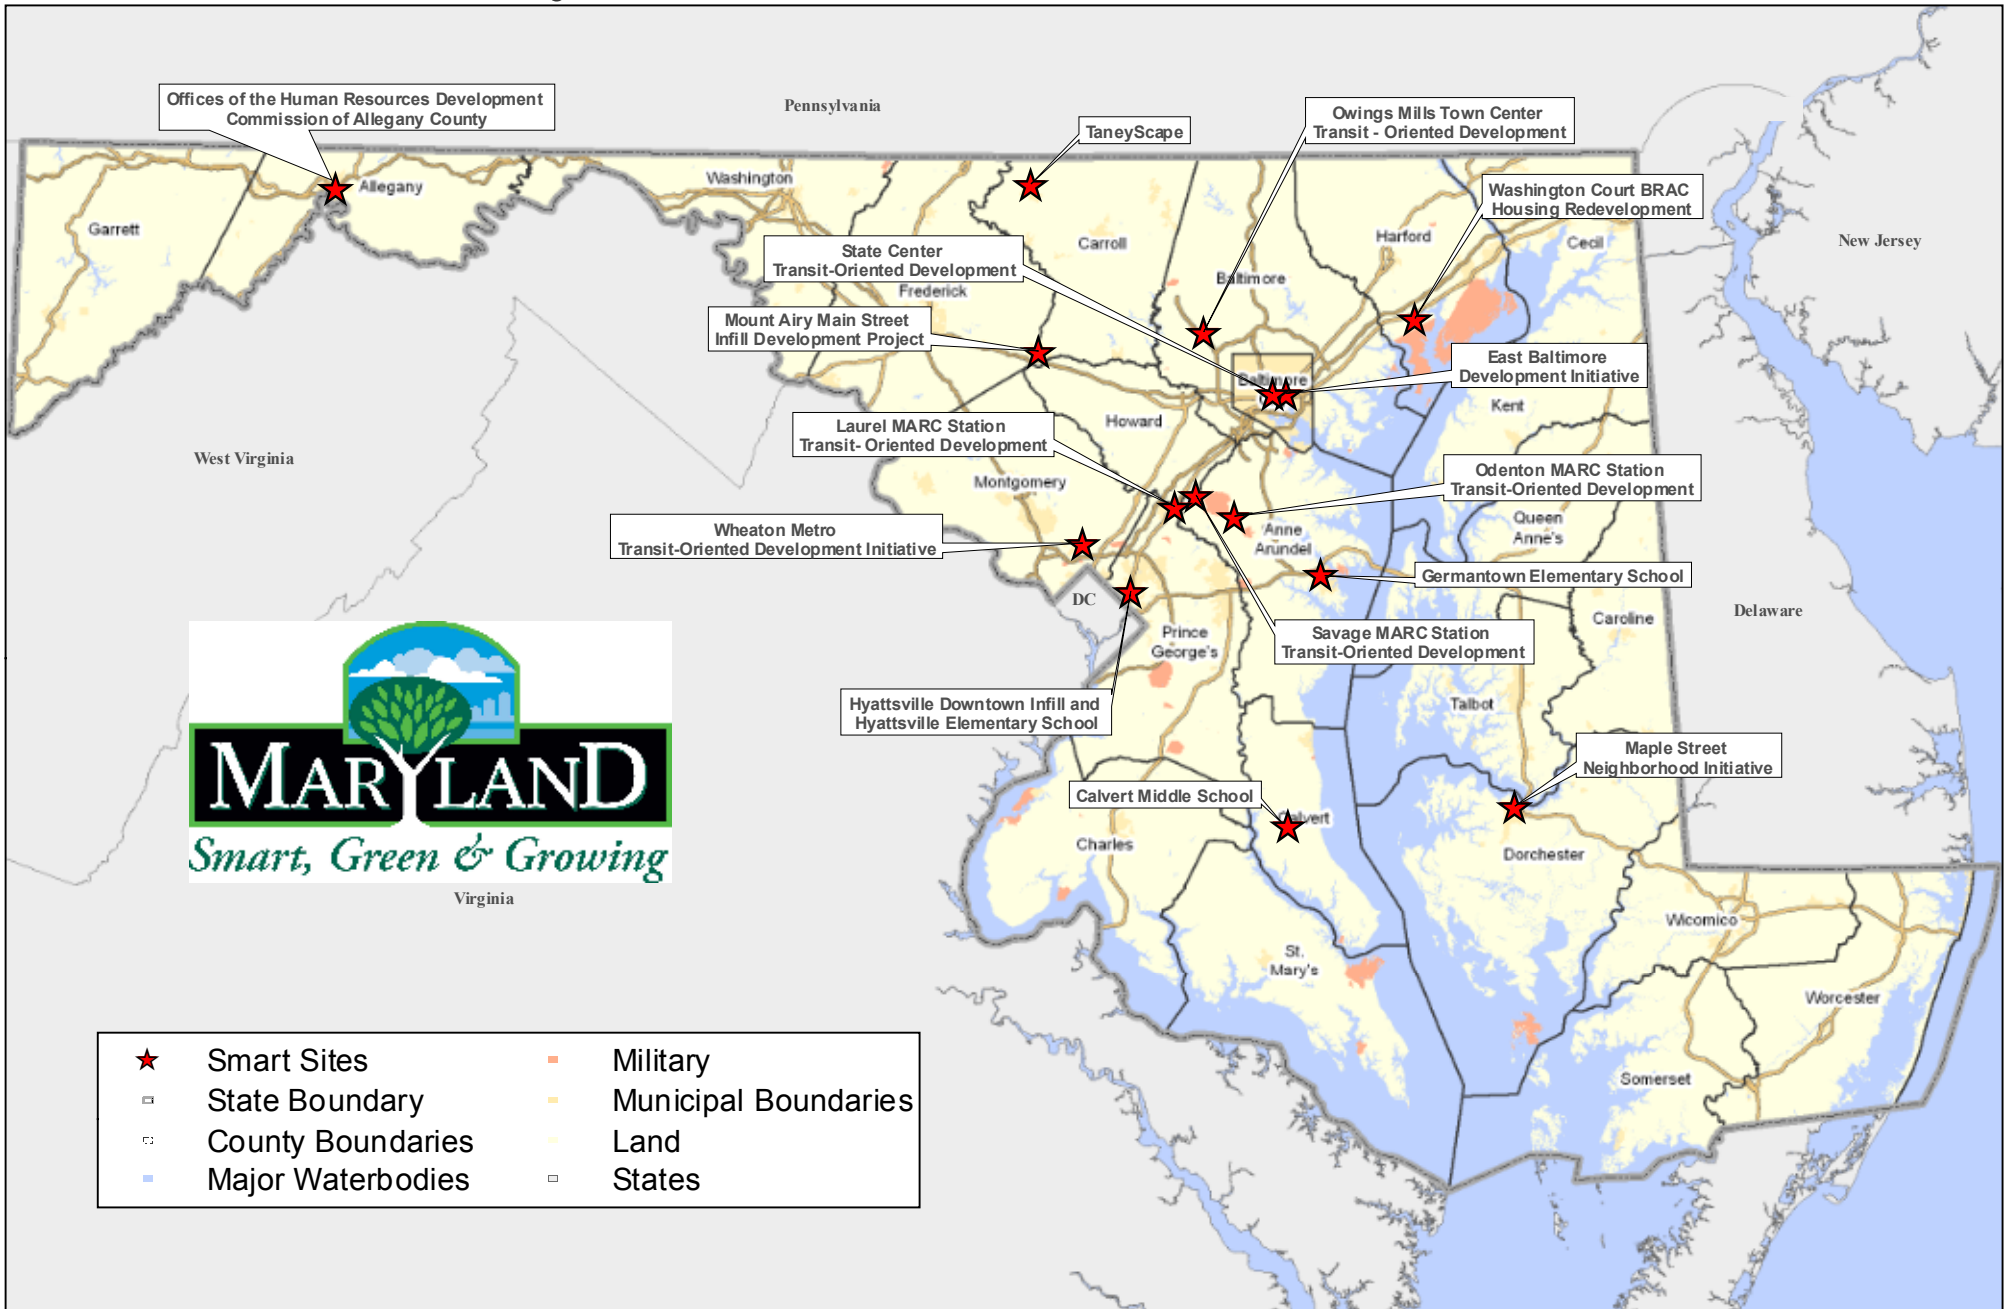 Pennsylvania
Offices of the Human Resources Development
Commission of Allegany County
TaneyScape
Owings Mills Town Center
Transit - Oriented Development
Washington Court BRAC
Housing Redevelopment
Washington
Allegany
Garrett
Carroll
Harford
Cecil
New Jersey
State Center
Transit-Oriented Development
Baltimore
Frederick
Mount Airy Main Street
Infill Development Project
East Baltimore
Development Initiative
Baltimore
Kent
Howard
Laurel MARC Station
Transit- Oriented Development
West Virginia
Odenton MARC Station
Transit-Oriented Development
Montgomery
Queen
Anne's
Wheaton Metro
Transit-Oriented Development Initiative
Anne
Arundel
Germantown Elementary School
DC
Delaware
Caroline
Prince
George's
Savage MARC Station
Transit-Oriented Development
Hyattsville Downtown Infill and
Hyattsville Elementary School
Talbot
Maple Street
Neighborhood Initiative
MARYLAND
Smart, Green & Growing
Calvert Middle School
Calvert
Charles
Dorchester
Virginia
Wicomico
St.
Mary's
Worcester
Somerset
Smart Sites
State Boundary
County Boundaries
Major Waterbodies
Military
Municipal Boundaries
Land
States